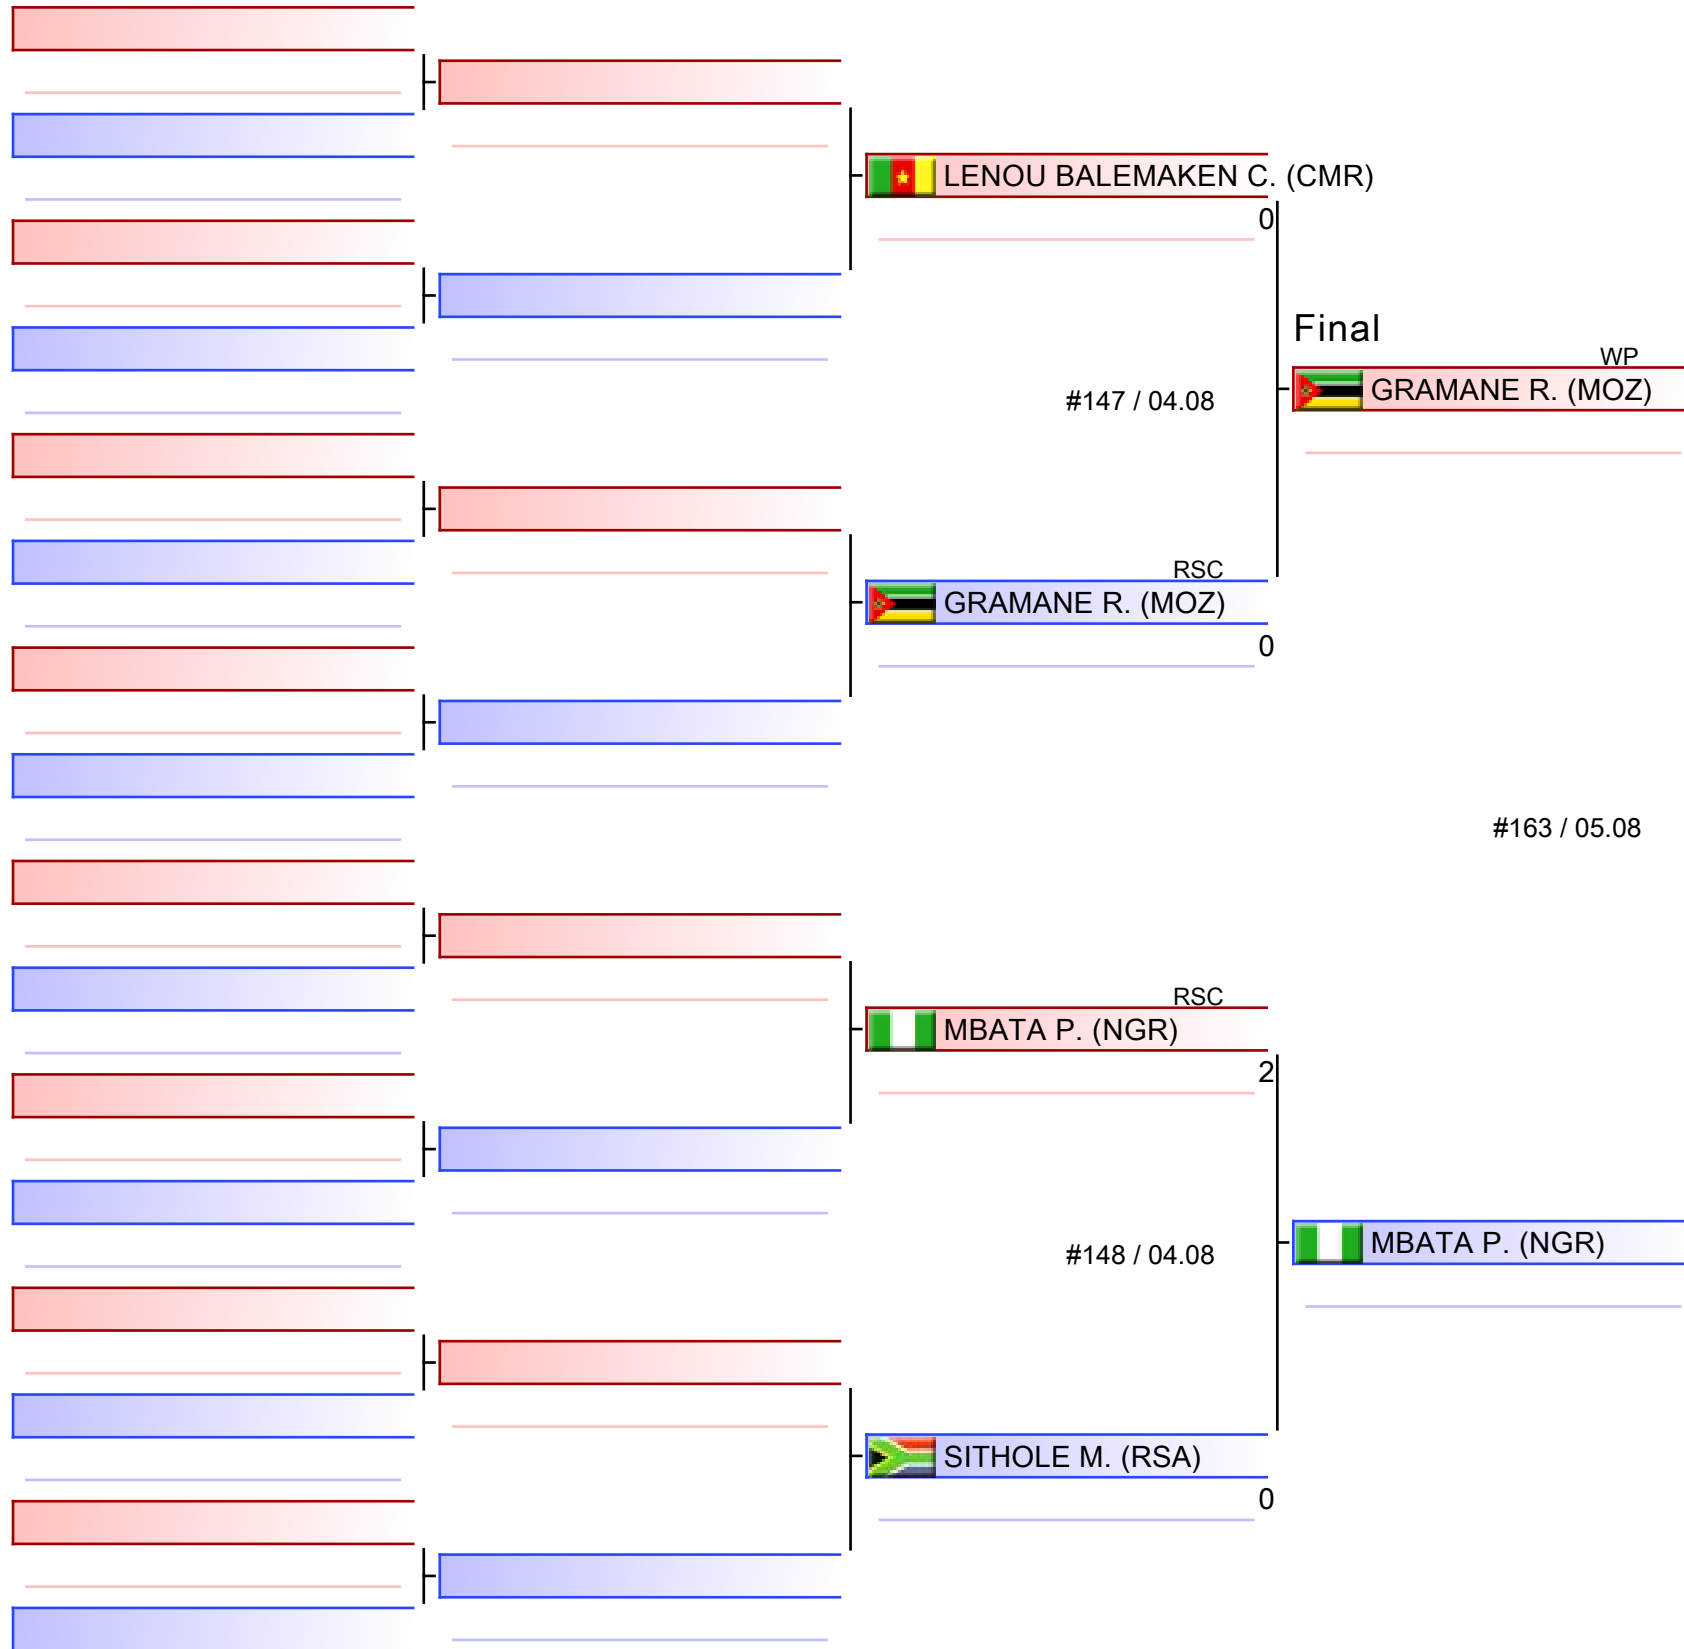 LENOU BALEMAKEN C. (CMR)
0
Final
WP
GRAMANE R. (MOZ)
#147 / 04.08
RSC
GRAMANE R. (MOZ)
0
#163 / 05.08
RSC
MBATA P. (NGR)
2
MBATA P. (NGR)
#148 / 04.08
SITHOLE M. (RSA)
0